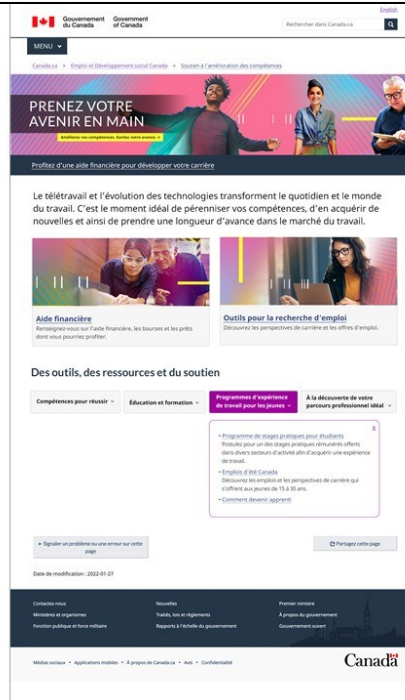 English
Gouvernement du Canada
Government of Canada
Rechercher dans Canada.ca
MENU
Canada.ca > Emploi et Développement social Canada > Soutien à l'amélioration des compétences
PRENEZ VOTRE
AVENIR EN MAIN
Améliorez vos compétences. Gardez votre avance. >
Profitez d'une aide financière pour développer votre carrière
Le télétravail et l'évolution des technologies transforment le quotidien et le monde
du travail. C'est le moment idéal de pérenniser vos compétences, d'en acquérir de
nouvelles et ainsi de prendre une longueur d'avance dans le marché du travail.
Aide financière
Renseignez-vous sur l'aide financière, les bourses et les prêts
dont vous pourriez profiter.
Outils pour la recherche d'emploi
Découvrez les perspectives de carrière et les offres d'emploi.
Des outils, des ressources et du soutien
Compétences pour réussir
Éducation et formation
Programmes d'expérience
de travail pour les jeunes
À la découverte de votre
parcours professionnel idéal
X
• Programme de stages pratiques pour étudiants
Postulez pour un des stages pratiques rémunérés offerts
dans divers secteurs d'activité afin d'acquérir une expérience
de travail.
• Emplois d'été Canada
Découvrez les emplois et les perspectives de carrière qui
s'offrent aux jeunes de 15 à 30 ans.
• Comment devenir apprenti
Signaler un problème ou une erreur sur cette
page
Partagez cette page
Date de modification : 2022-01-27
Contactez-nous
Nouvelles
Premier ministre
Ministères et organismes
Traités, lois et règlements
À propos du gouvernement
Fonction publique et force militaire
Rapports à l'échelle du gouvernement
Gouvernement ouvert
Médias sociaux • Applications mobiles • À propos de Canada.ca • Avis • Confidentialité
Canada